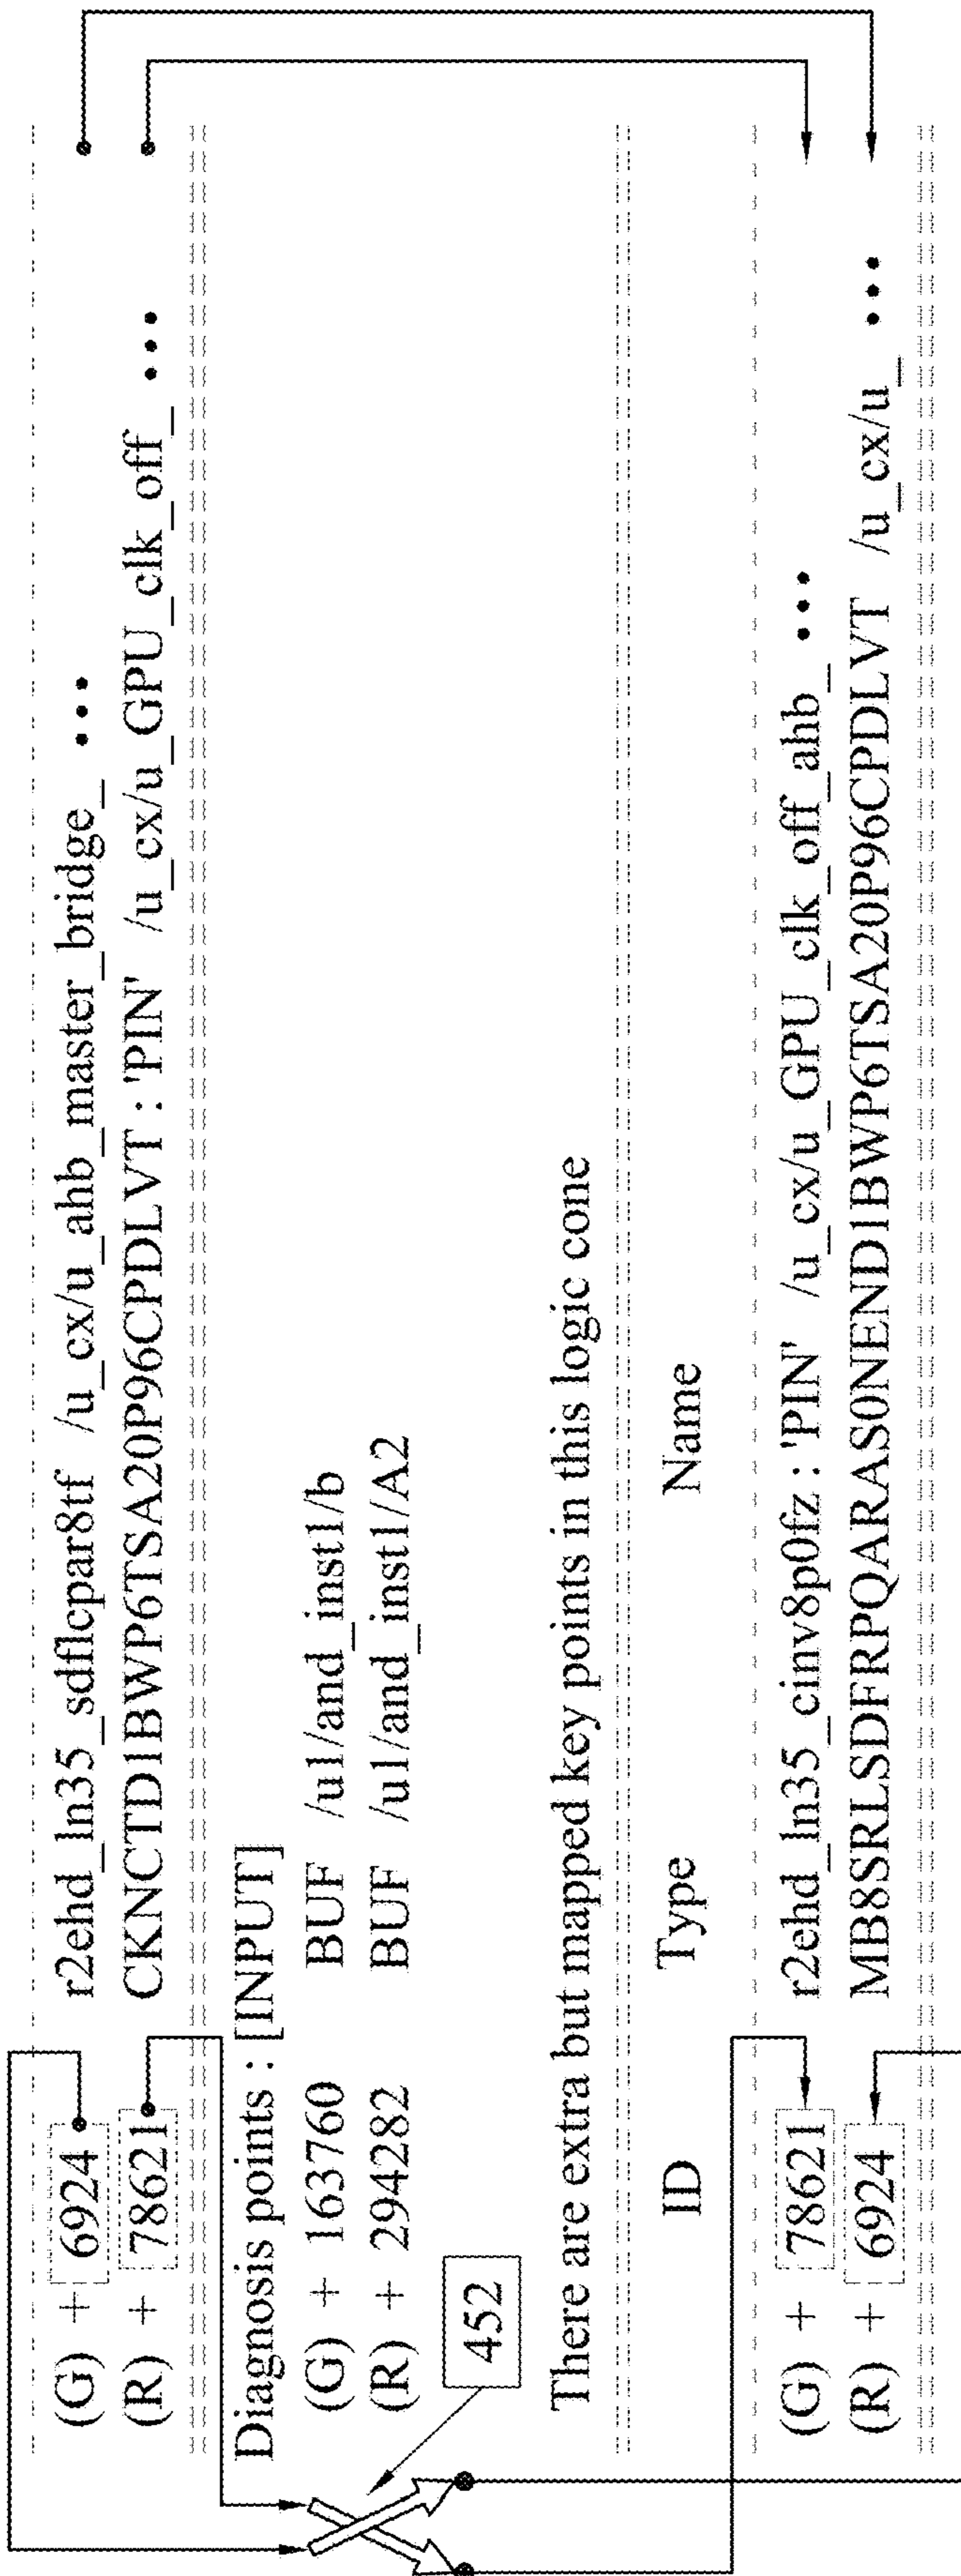 (G) + 6924 r2ehd_ln35_sdflcpar8tf /u_cx/u_ahb_master_bridge_ •••
(R) + 78621 CKNCTD1BWP6TSA20P96CPDLVT : 'PIN' /u_cx/u_GPU_clk_off_ •••
Diagnosis points : [INPUT]
(G) + 163760 BUF /u1/and_inst1/b
(R) + 294282 BUF /u1/and_inst1/A2
452
There are extra but mapped key points in this logic cone
ID Type Name
(G) + 78621 r2ehd_ln35_cinv8p0fz : 'PIN' /u_cx/u_GPU_clk_off_ahb_ •••
(R) + 6924 MB8SRLSDFRPQARAS0NEND1BWP6TSA20P96CPDLVT /u_cx/u_ •••